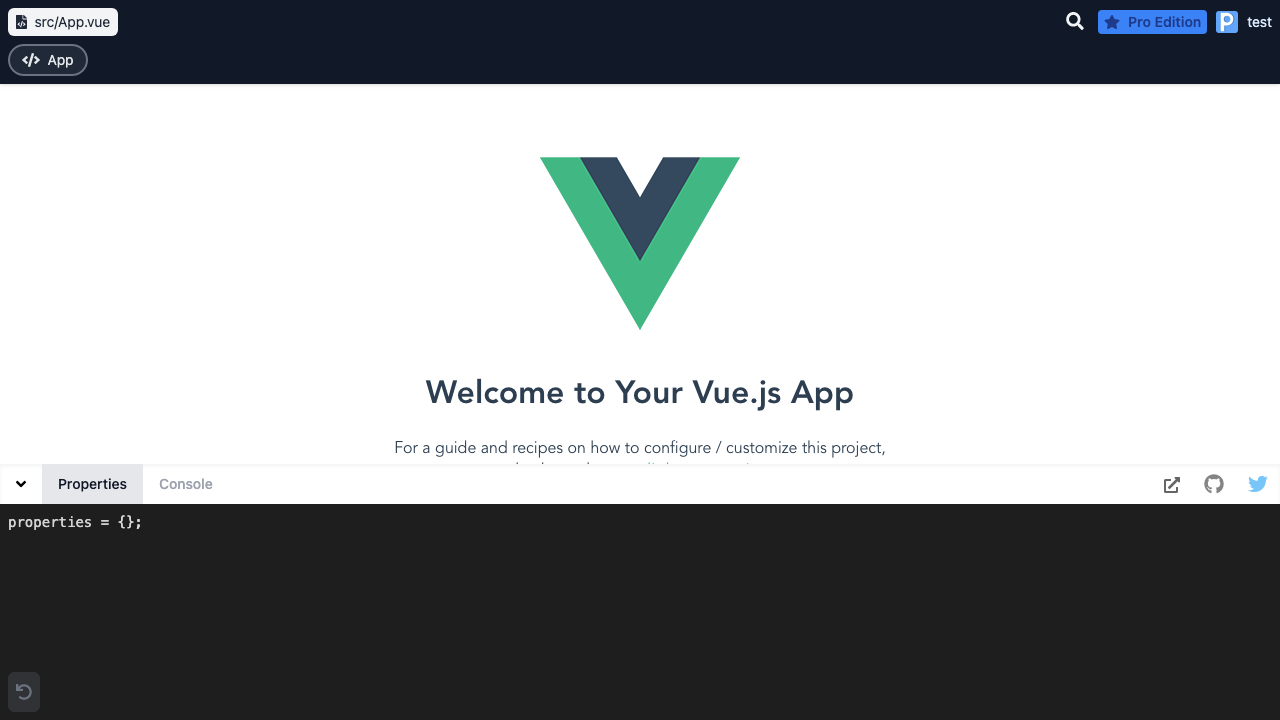 src/App.vue
Pro Edition
test
App
Welcome to Your Vue.js App
For a guide and recipes on how to configure / customize this project,
Properties
Console
properties = {};